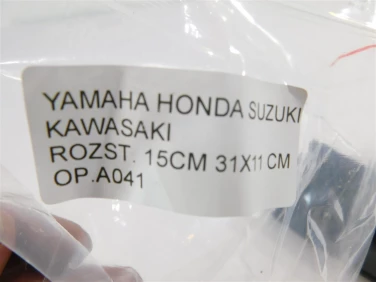 YAMAHA HONDA SUZUKI
KAWASAKI
ROZST. 15CM 31X11 CM
OP.A041